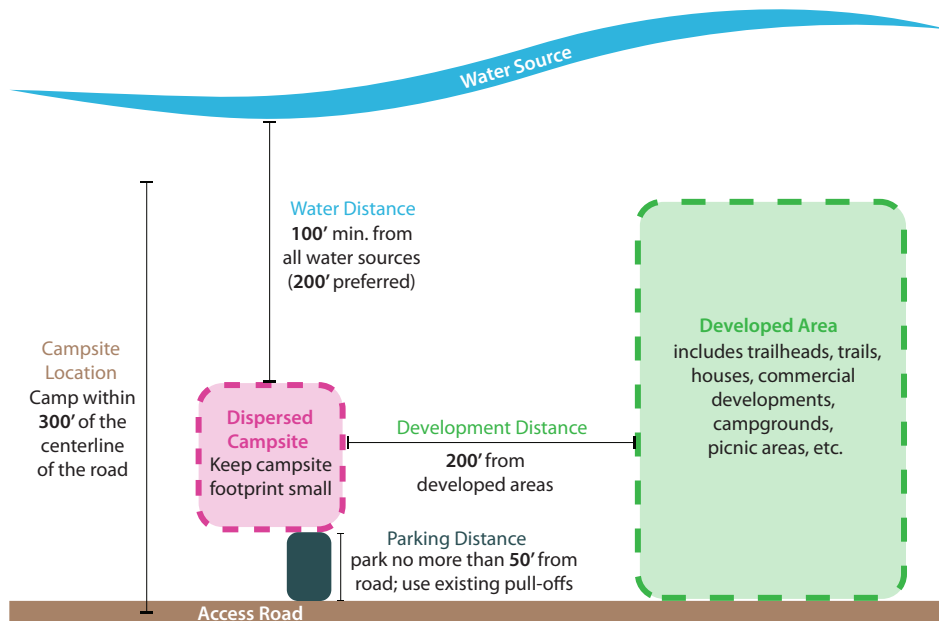 Water Source
Water Distance
100’ min. from
all water sources
(200’ preferred)
Campsite
Location
Camp within
300’ of the
centerline
of the road
Dispersed
Campsite
Keep campsite
footprint small
Development Distance
200’ from
developed areas
Developed Area
includes trailheads, trails,
houses, commercial
developments,
campgrounds,
picnic areas, etc.
Parking Distance
park no more than 50’ from
road; use existing pull-offs
Access Road